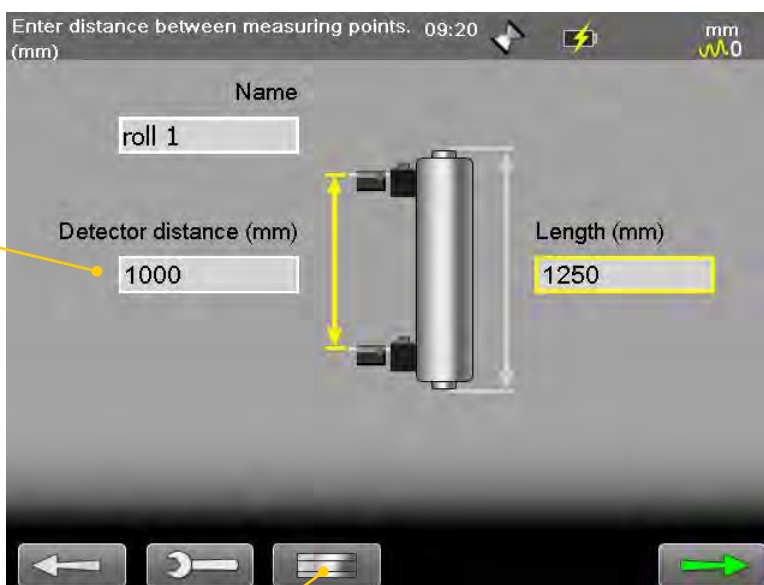 Enter distance between measuring points. 09:20
(mm)
mm
0
Name
roll 1
Detector distance (mm)
1000
Length (mm)
1250